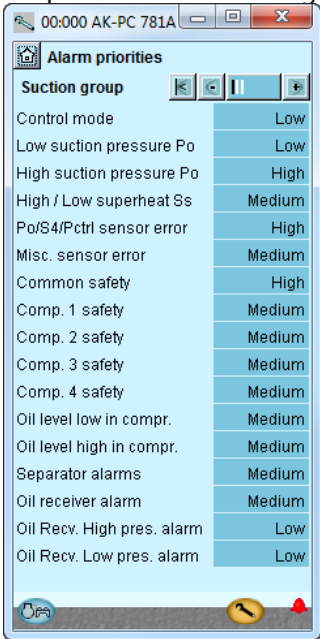 00:000 AK-PC 781A
Alarm priorities
Suction group
Control mode Low
Low suction pressure Po Low
High suction pressure Po High
High / Low superheat Ss Medium
Po/S4/Pctrl sensor error High
Misc. sensor error Medium
Common safety High
Comp. 1 safety Medium
Comp. 2 safety Medium
Comp. 3 safety Medium
Comp. 4 safety Medium
Oil level low in compr. Medium
Oil level high in compr. Medium
Separator alarms Medium
Oil receiver alarm Medium
Oil Recv. High pres. alarm Low
Oil Recv. Low pres. alarm Low